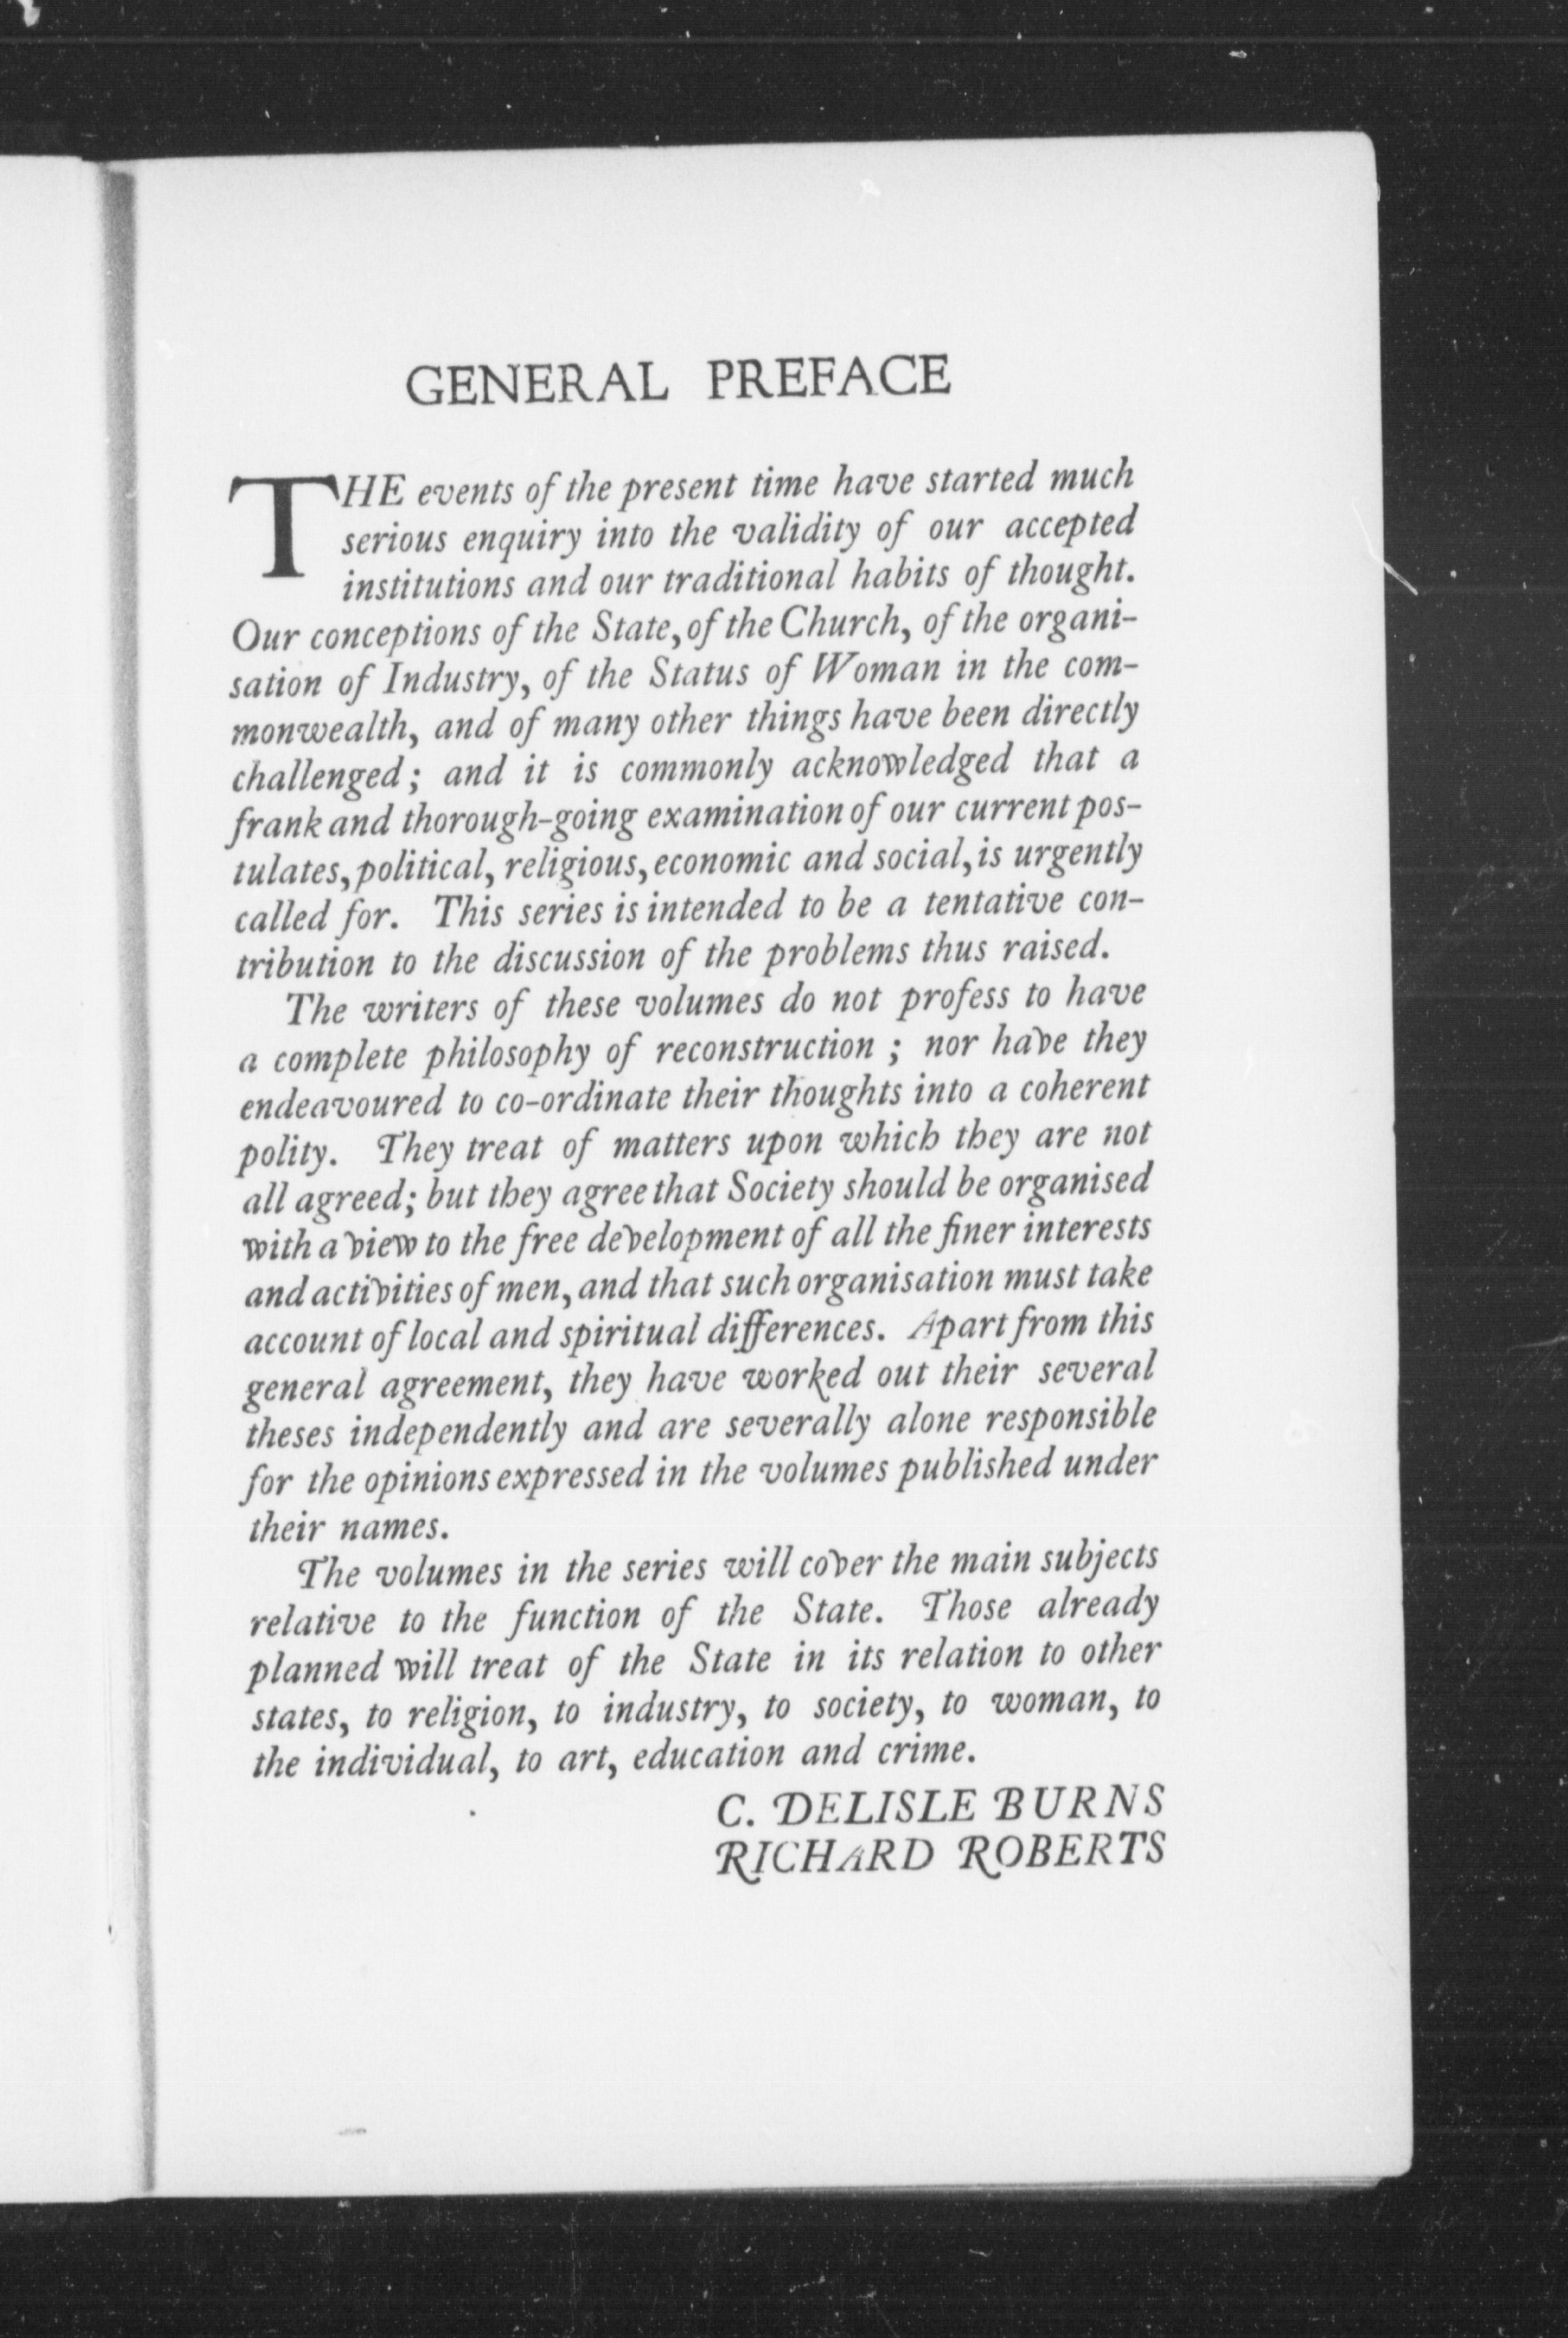 GENERAL PREFACE
THE events of the present time have started much
serious enquiry into the validity of our accepted
institutions and our traditional habits of thought.
Our conceptions of the State, of the Church, of the organi-
sation of Industry, of the Status of Woman in the com-
monwealth, and of many other things have been directly
challenged; and it is commonly acknowledged that a
frank and thorough-going examination of our current pos-
tulates, political, religious, economic and social, is urgently
called for. This series is intended to be a tentative con-
tribution to the discussion of the problems thus raised.
The writers of these volumes do not profess to have
a complete philosophy of reconstruction ; nor have they
endeavoured to co-ordinate their thoughts into a coherent
polity. They treat of matters upon which they are not
all agreed; but they agree that Society should be organised
with a view to the free development of all the finer interests
and activities of men, and that such organisation must take
account of local and spiritual differences. Apart from this
general agreement, they have worked out their several
theses independently and are severally alone responsible
for the opinions expressed in the volumes published under
their names.
The volumes in the series will cover the main subjects
relative to the function of the State. Those already
planned will treat of the State in its relation to other
states, to religion, to industry, to society, to woman, to
the individual, to art, education and crime.
C. DELISLE BURNS
RICHARD ROBERTS